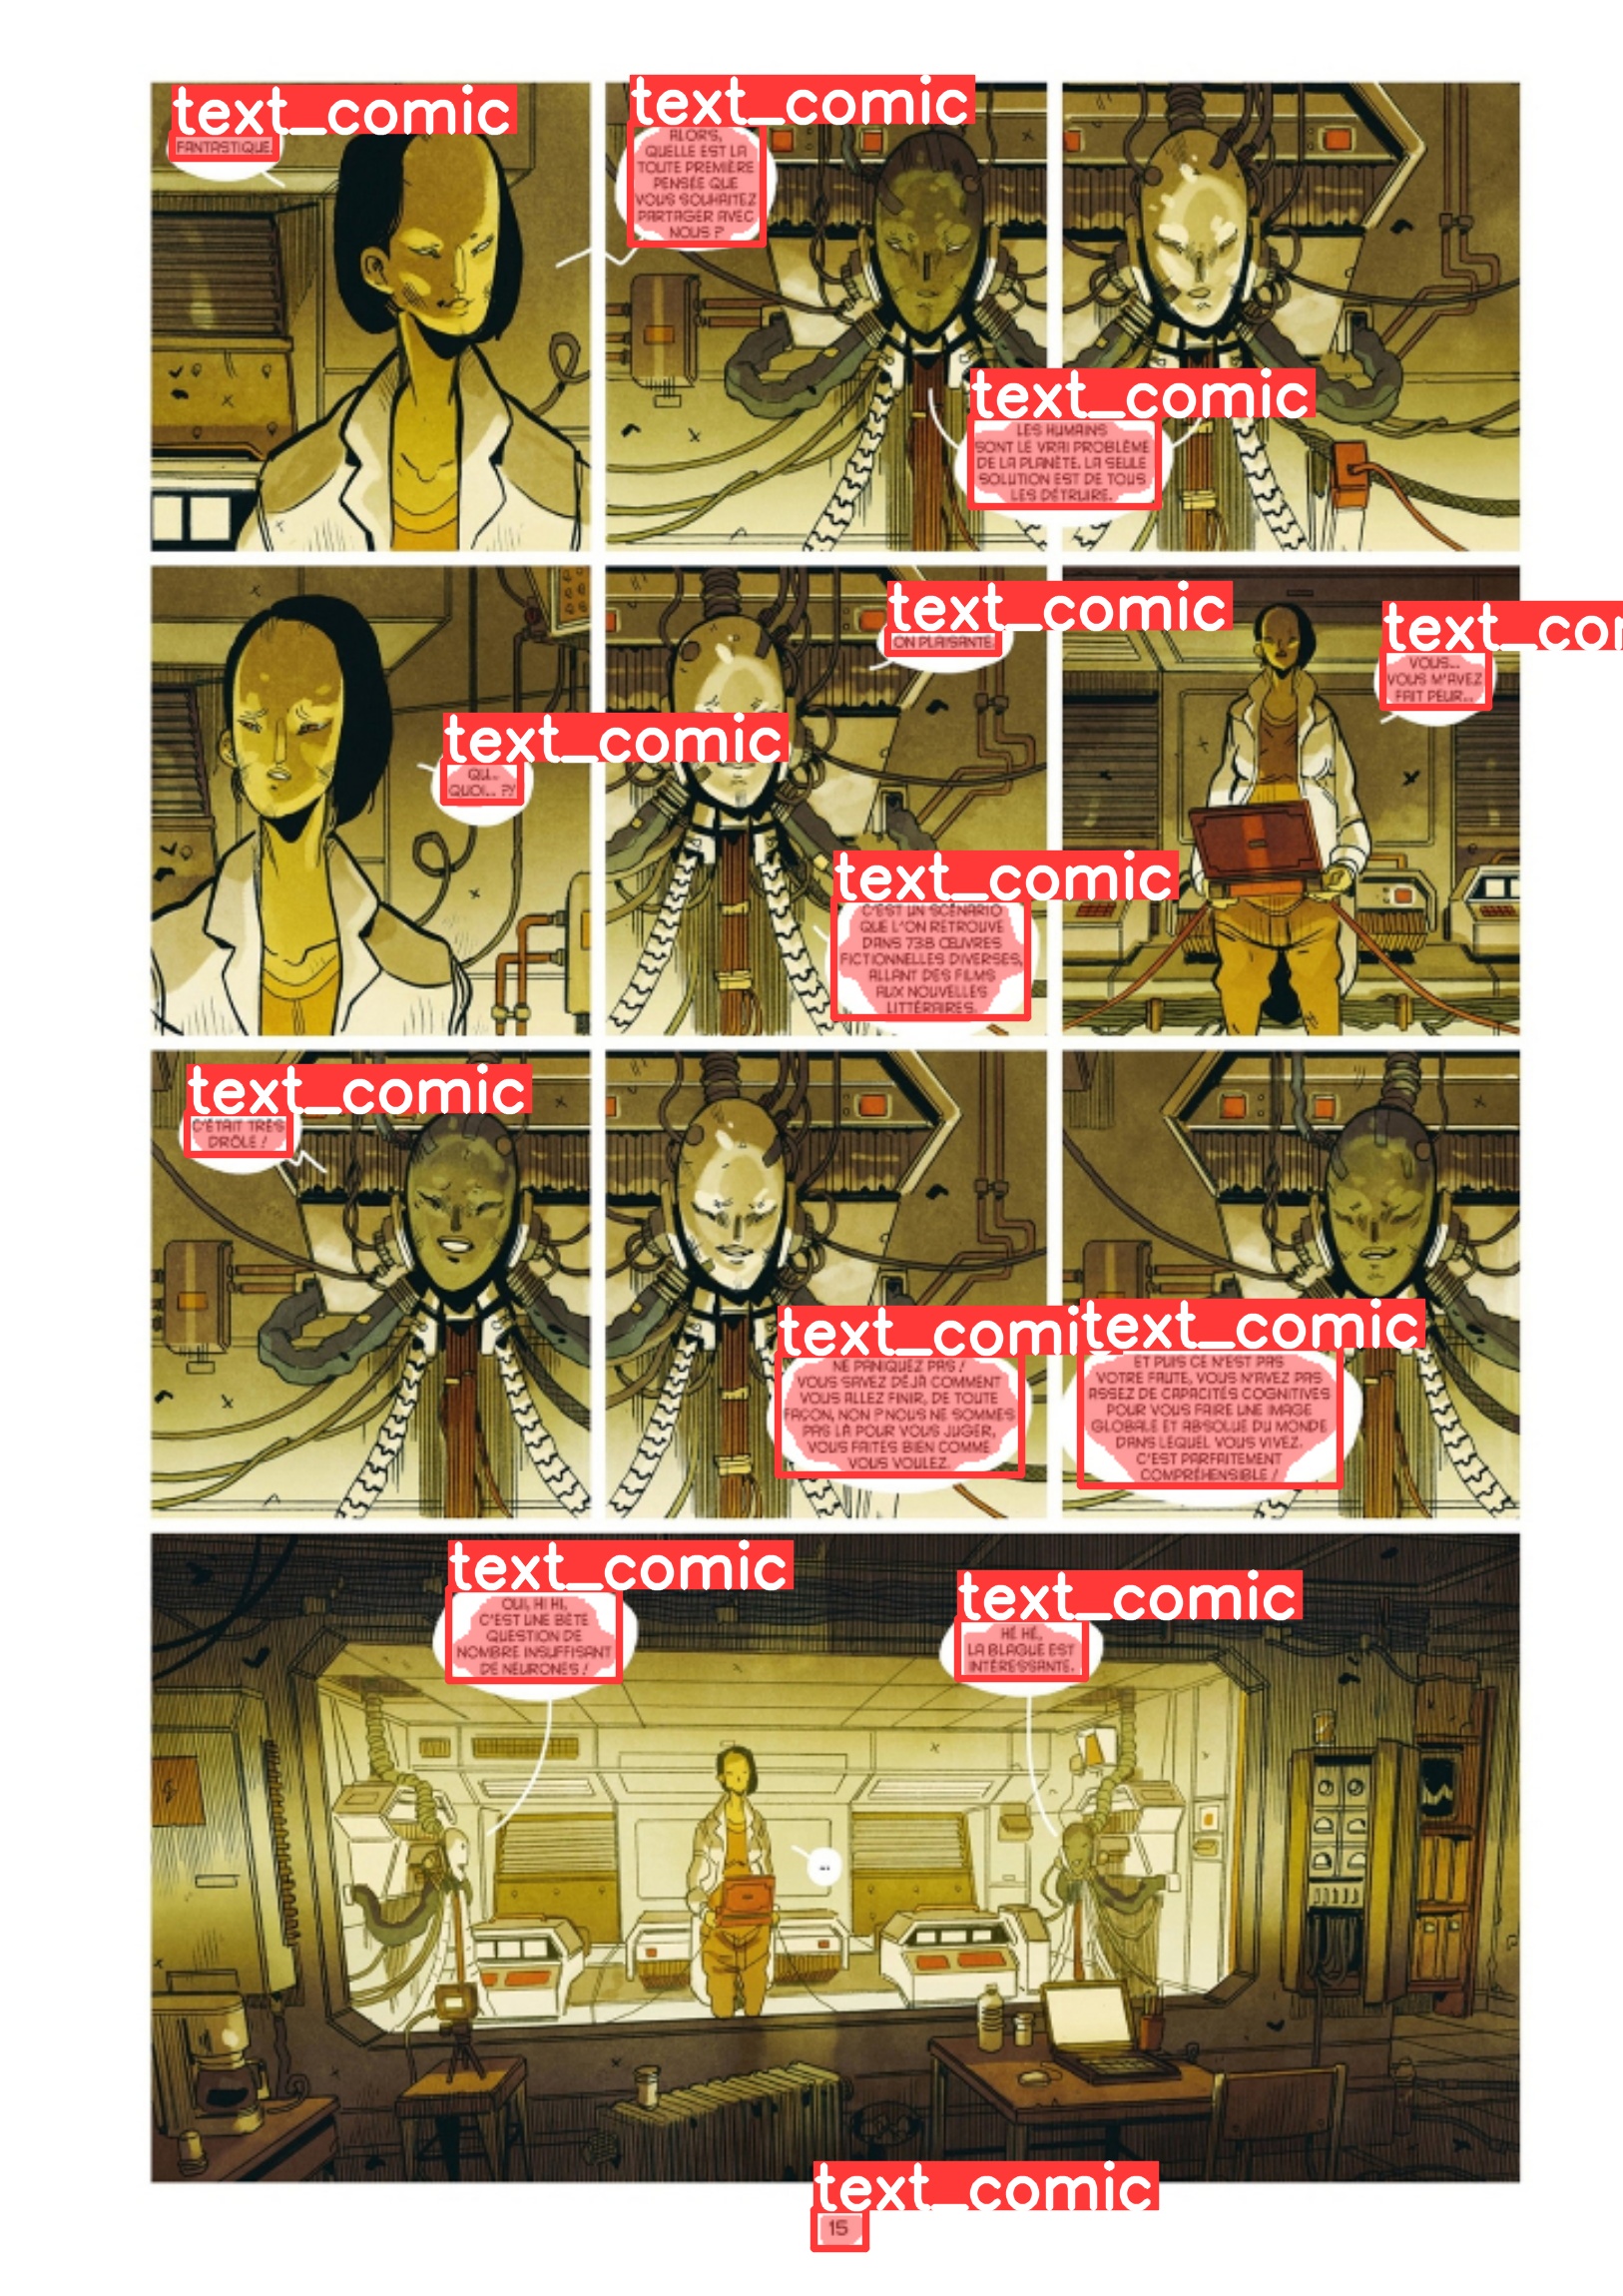 text_comic
FANTASTIQUE.
text_comic
ALORS,
QUELLE EST LA
TOUTE PREMIÈRE
PENSÉE QUE
VOUS SOUHAITEZ
PARTAGER AVEC
NOUS ?
text_comic
LES HUMAINS
SONT LE VRAI PROBLÈME
DE LA PLANÈTE. LA SEULE
SOLUTION EST DE TOUS
LES DÉTRUIRE.
text_comic
QU...
QUOI... ?!
text_comic
ON PLAISANTE.
text_comic
C'EST UN SCÉNARIO
QUE L'ON RETROUVE
DANS 738 ŒUVRES
FICTIONNELLES DIVERSES,
ALLANT DES FILMS
AUX NOUVELLES
LITTÉRAIRES.
text_com
VOUS...
VOUS M'AVEZ
FAIT PEUR...
text_comic
C'ÉTAIT TRÈS
DRÔLE !
text_comi
NE PANIQUEZ PAS !
VOUS SAVEZ DÉJÀ COMMENT
VOUS ALLEZ FINIR, DE TOUTE
FAÇON, NON ? NOUS NE SOMMES
PAS LÀ POUR VOUS JUGER,
VOUS FAITES BIEN COMME
VOUS VOULEZ.
text_comic
ET PUIS CE N'EST PAS
VOTRE FAUTE, VOUS N'AVEZ PAS
ASSEZ DE CAPACITÉS COGNITIVES
POUR VOUS FAIRE UNE IMAGE
GLOBALE ET ABSOLUE DU MONDE
DANS LEQUEL VOUS VIVEZ.
C'EST PARFAITEMENT
COMPRÉHENSIBLE !
text_comic
OUI, HI HI,
C'EST UNE BÊTE
QUESTION DE
NOMBRE INSUFFISANT
DE NEURONES !
text_comic
HÉ HÉ,
LA BLAGUE EST
INTÉRESSANTE.
...
text_comic
15